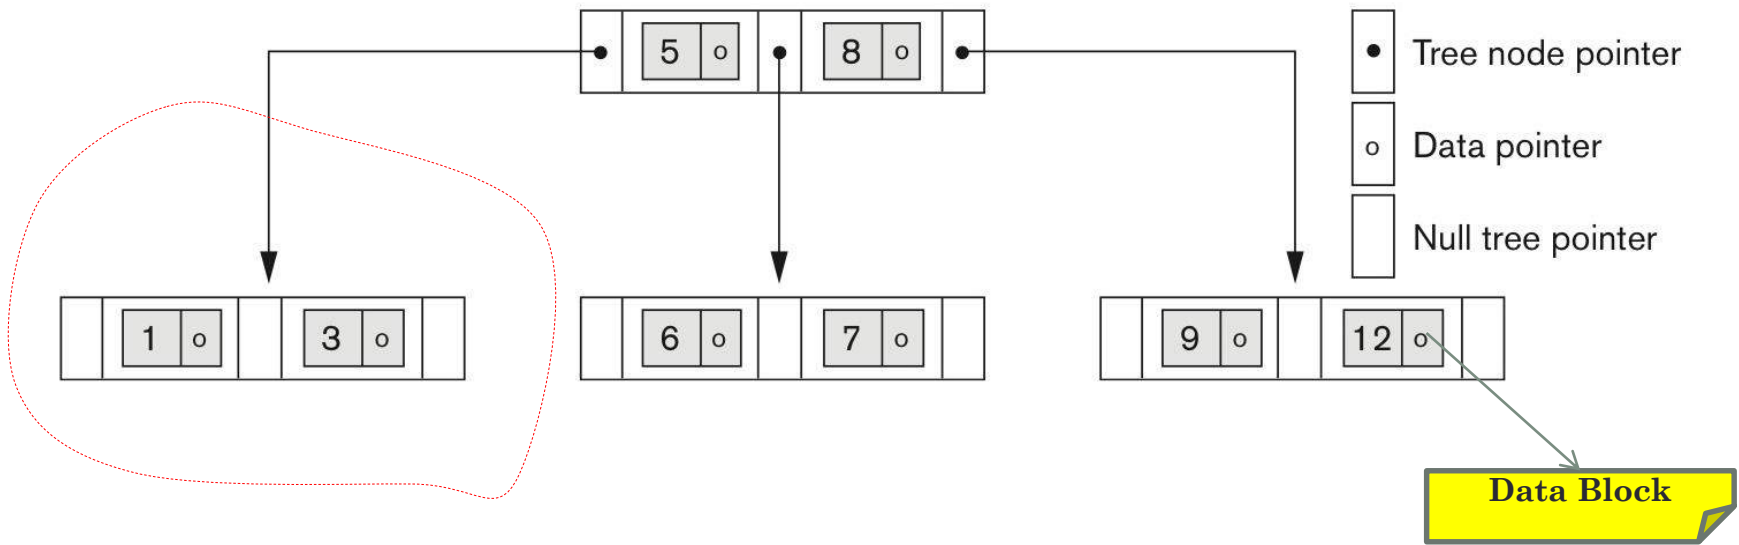 5 o 8 o
Tree node pointer
o Data pointer
Null tree pointer
1 o 3 o
6 o 7 o
9 o 12 o
Data Block